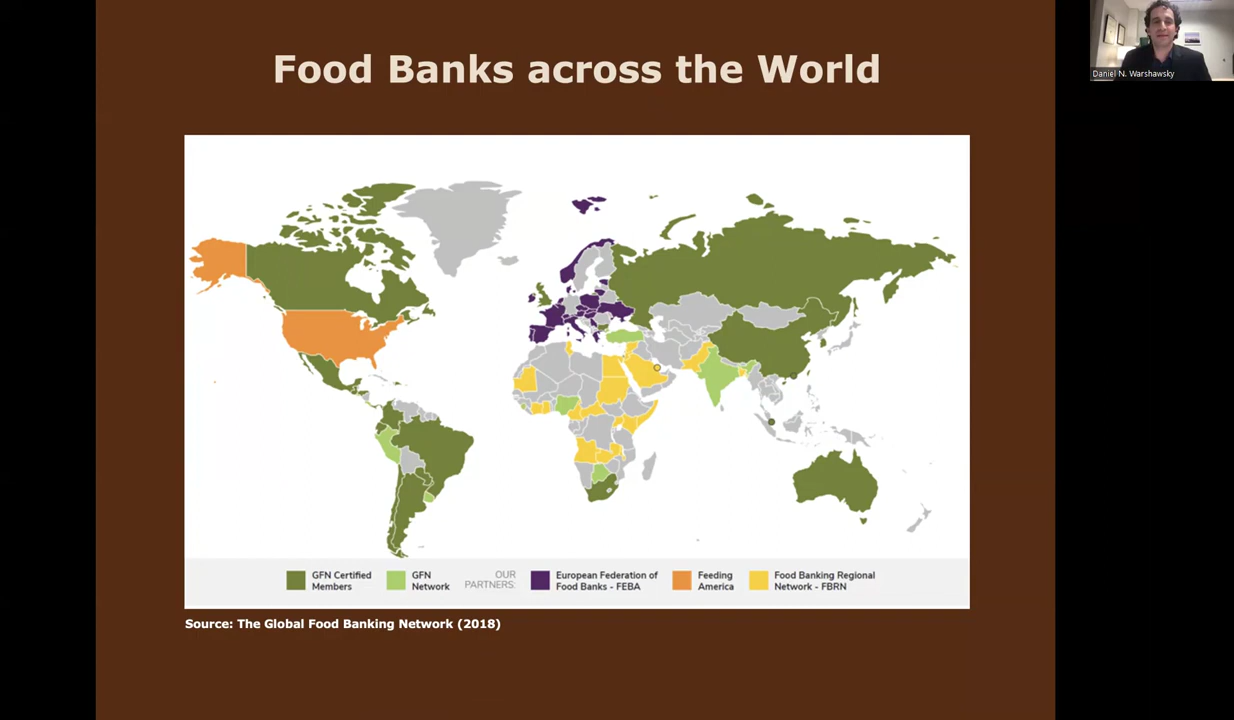 Food Banks across the World
Daniel N. Warshawsky
GFN Certified
Members
GFN
Network
OUR
PARTNERS:
European Federation of
Food Banks - FEBA
Feeding
America
Food Banking Regional
Network - FBRN
Source: The Global Food Banking Network (2018)